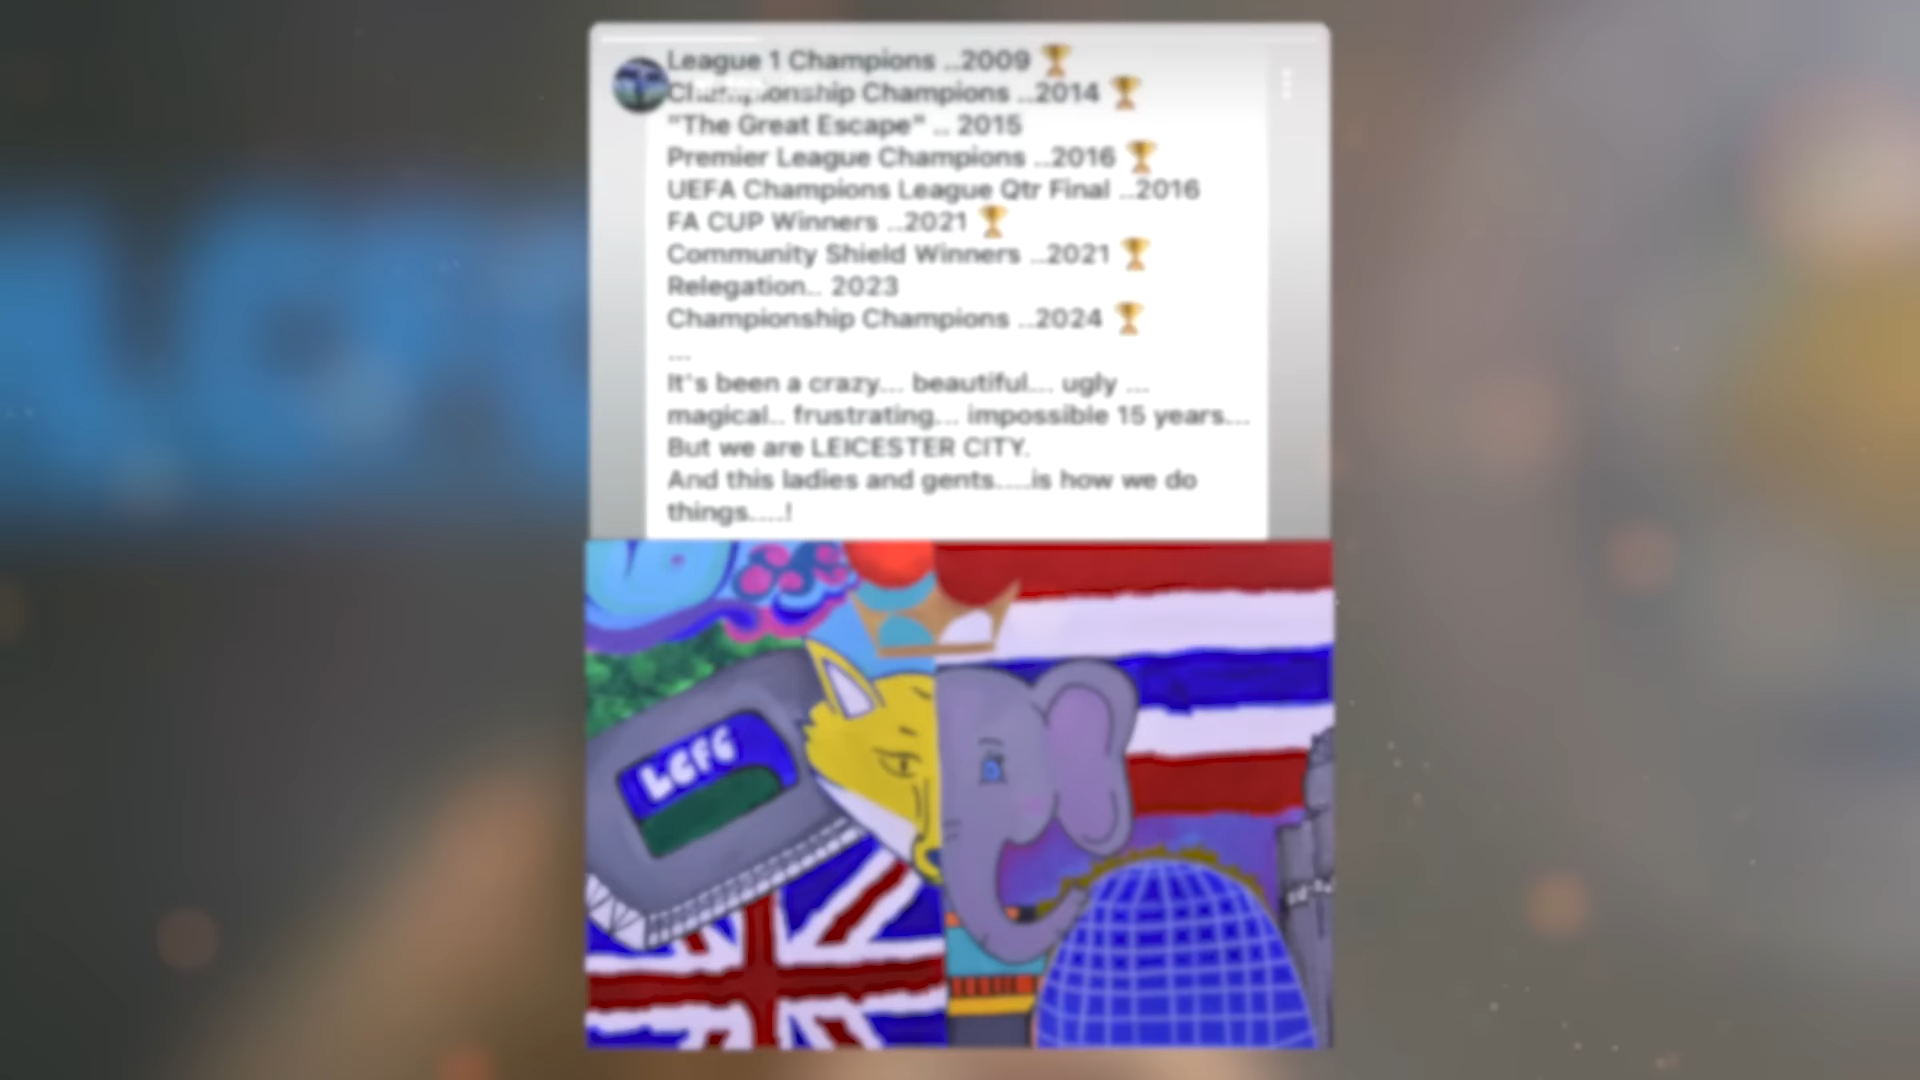 League 1 Champions ..2009 🏆
Championship Champions ..2014 🏆
"The Great Escape" .. 2015
Premier League Champions ..2016 🏆
UEFA Champions League Qtr Final ..2016
FA CUP Winners ..2021 🏆
Community Shield Winners ..2021 🏆
Relegation.. 2023
Championship Champions ..2024 🏆
...
It's been a crazy... beautiful... ugly ...
magical.. frustrating... impossible 15 years...
But we are LEICESTER CITY.
And this ladies and gents....is how we do
things....!
LCFC